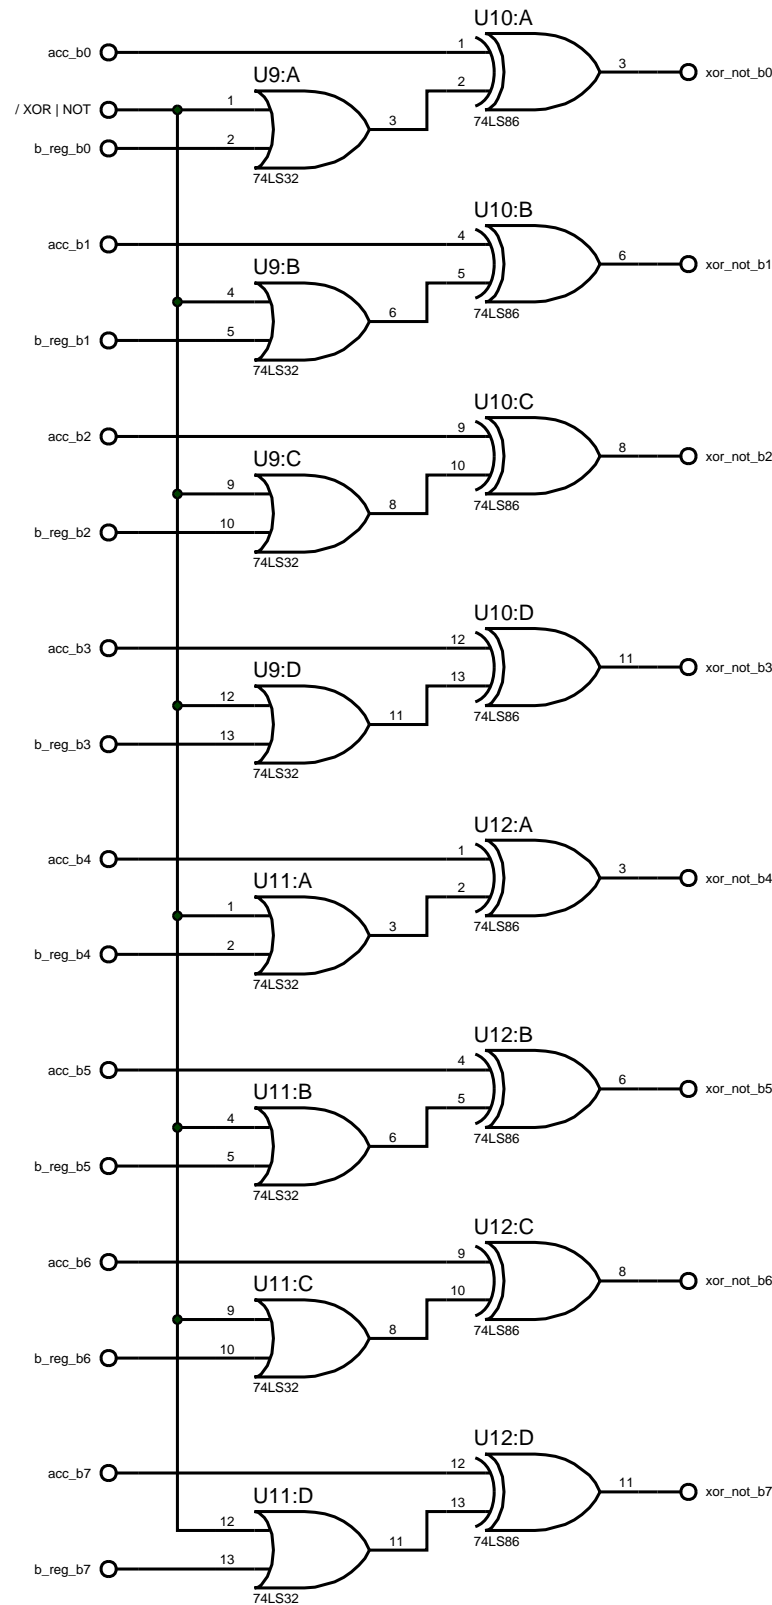 U10:A
acc_b0
1
3
xor_not_b0
U9:A
2
/ XOR | NOT
1
3
74LS86
b_reg_b0
2
74LS32
U10:B
acc_b1
4
6
xor_not_b1
U9:B
5
4
6
74LS86
b_reg_b1
5
74LS32
U10:C
acc_b2
9
8
xor_not_b2
U9:C
10
9
8
74LS86
b_reg_b2
10
74LS32
U10:D
acc_b3
12
11
xor_not_b3
U9:D
13
12
11
74LS86
b_reg_b3
13
74LS32
U12:A
acc_b4
1
3
xor_not_b4
U11:A
2
1
3
74LS86
b_reg_b4
2
74LS32
U12:B
acc_b5
4
6
xor_not_b5
U11:B
5
4
6
74LS86
b_reg_b5
5
74LS32
U12:C
acc_b6
9
8
xor_not_b6
U11:C
10
9
8
74LS86
b_reg_b6
10
74LS32
U12:D
acc_b7
12
11
xor_not_b7
U11:D
13
12
11
74LS86
b_reg_b7
13
74LS32